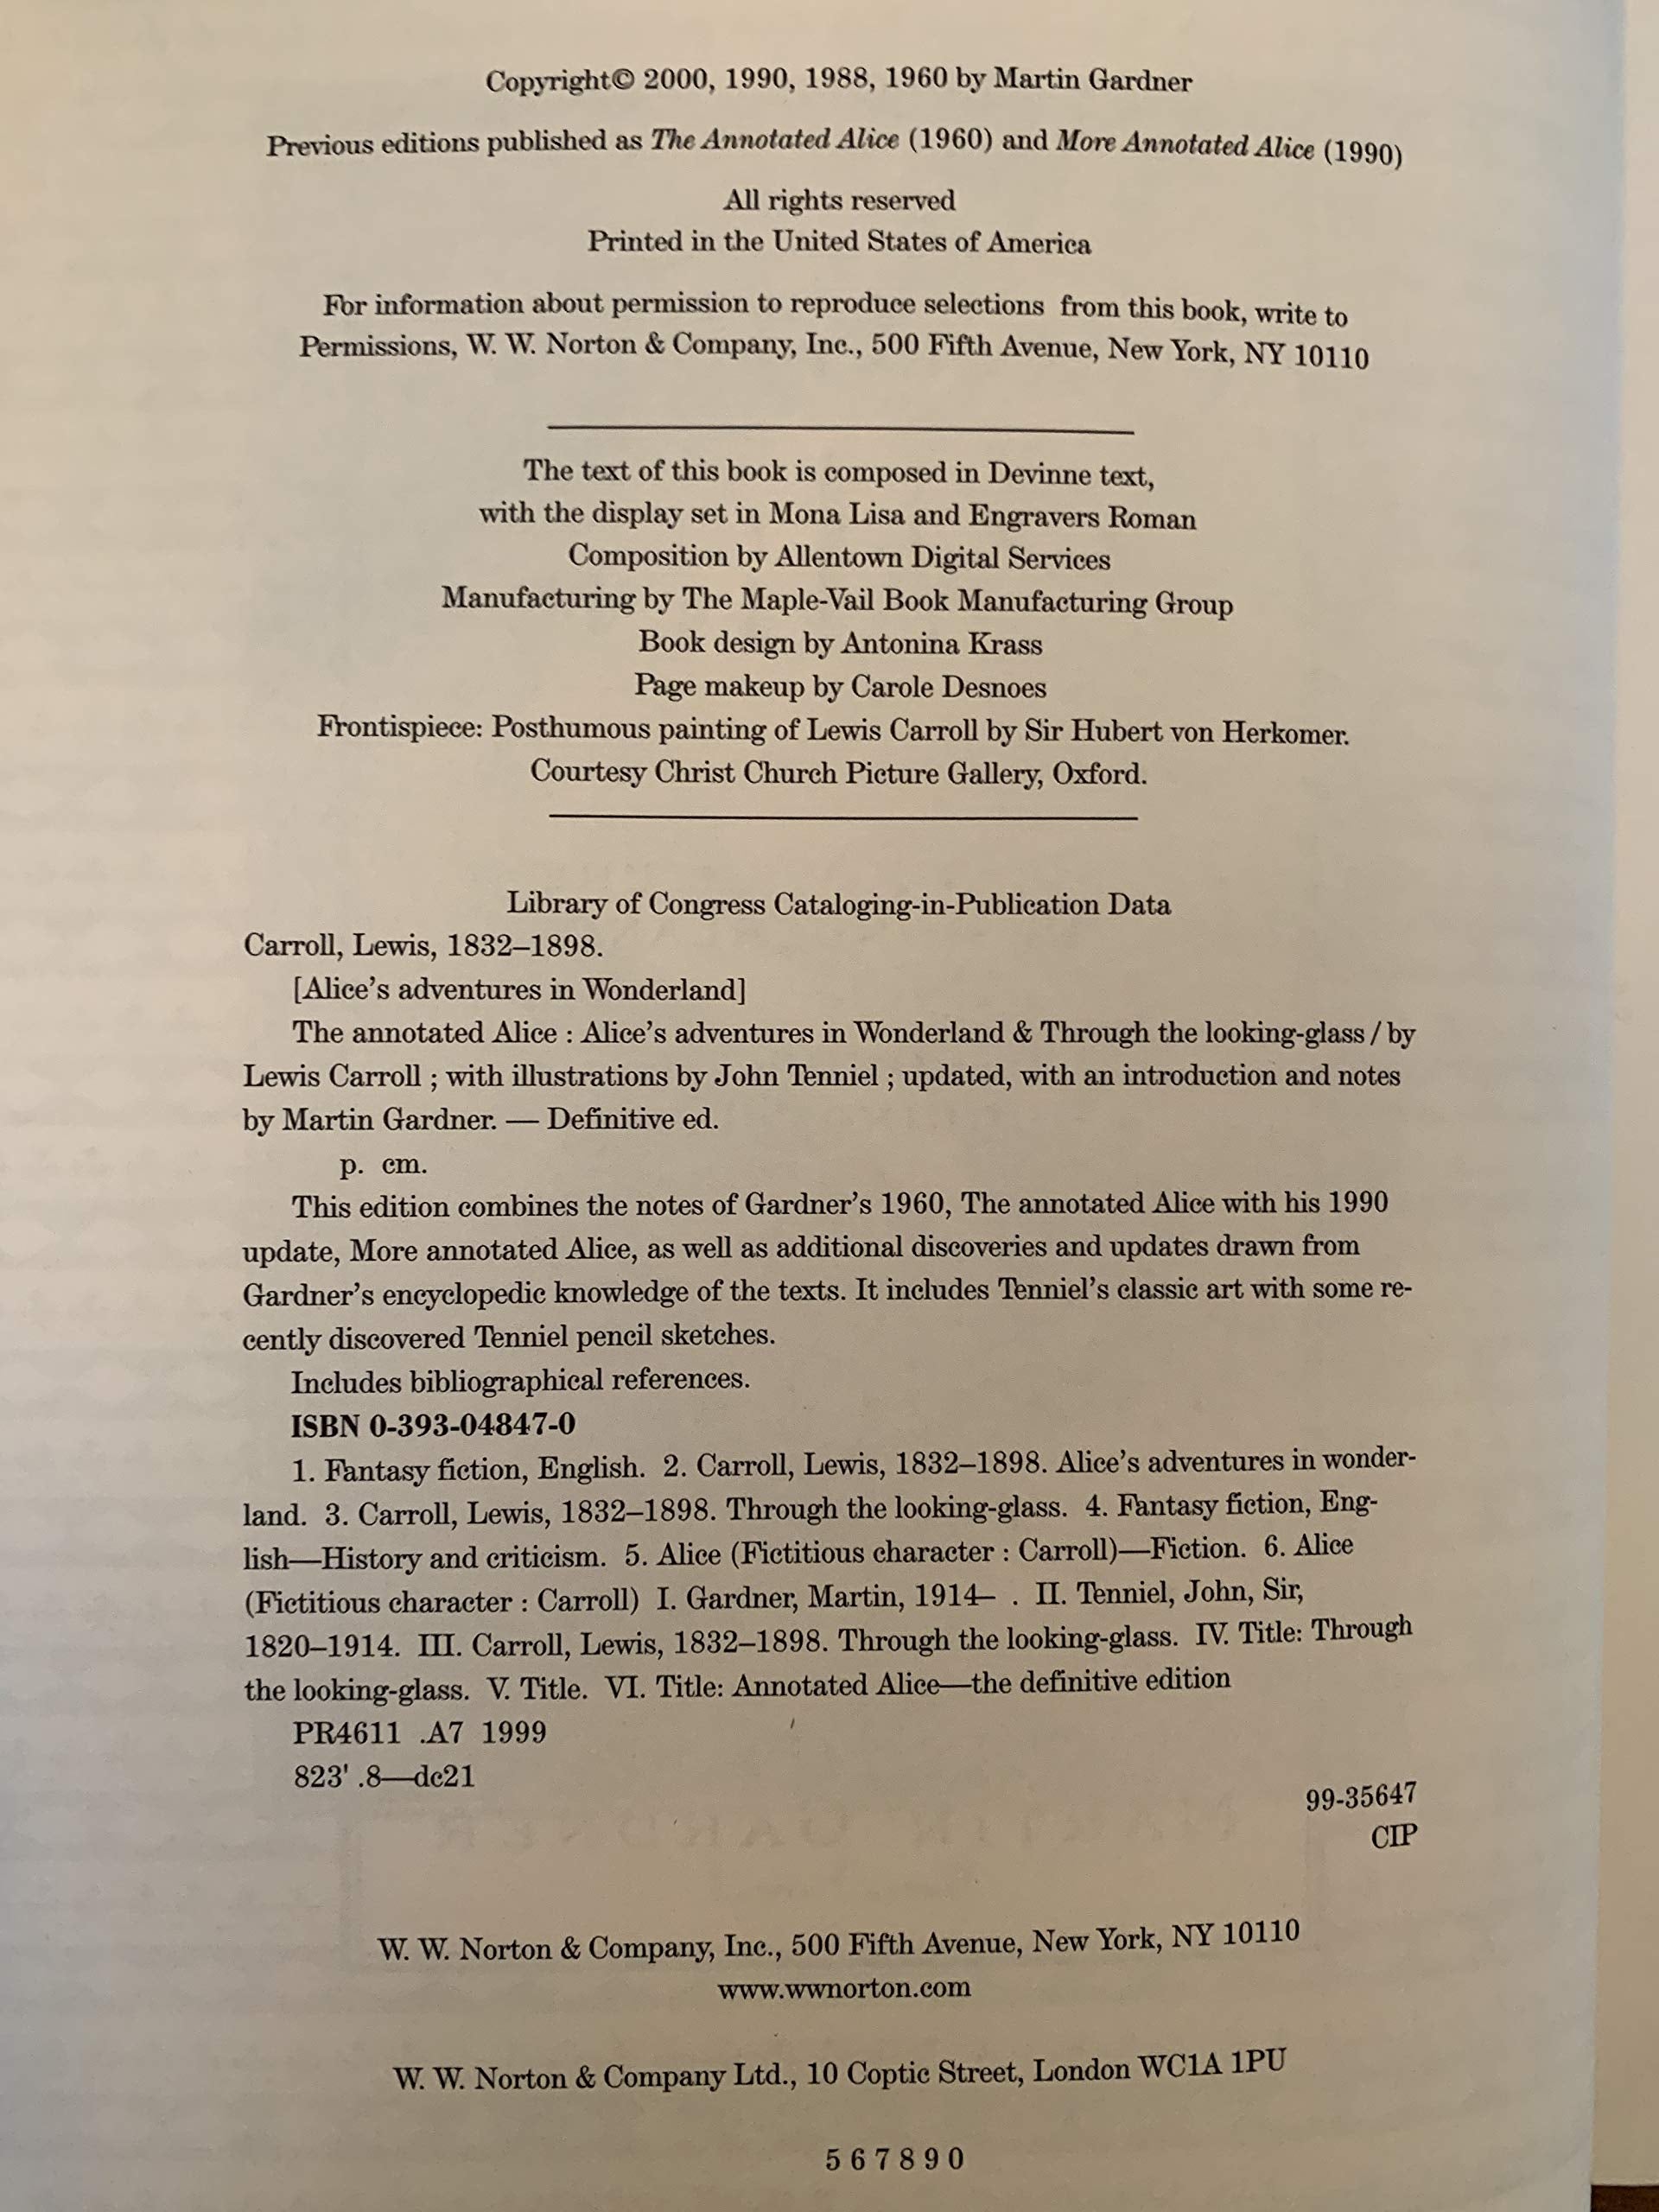 Copyright© 2000, 1990, 1988, 1960 by Martin Gardner
Previous editions published as The Annotated Alice (1960) and More Annotated Alice (1990)
All rights reserved
Printed in the United States of America
For information about permission to reproduce selections from this book, write to
Permissions, W. W. Norton & Company, Inc., 500 Fifth Avenue, New York, NY 10110
The text of this book is composed in Devinne text,
with the display set in Mona Lisa and Engravers Roman
Composition by Allentown Digital Services
Manufacturing by The Maple-Vail Book Manufacturing Group
Book design by Antonina Krass
Page makeup by Carole Desnoes
Frontispiece: Posthumous painting of Lewis Carroll by Sir Hubert von Herkomer.
Courtesy Christ Church Picture Gallery, Oxford.
Library of Congress Cataloging-in-Publication Data
Carroll, Lewis, 1832–1898.
[Alice's adventures in Wonderland]
The annotated Alice : Alice's adventures in Wonderland & Through the looking-glass / by
Lewis Carroll ; with illustrations by John Tenniel ; updated, with an introduction and notes
by Martin Gardner. — Definitive ed.
p. cm.
This edition combines the notes of Gardner's 1960, The annotated Alice with his 1990
update, More annotated Alice, as well as additional discoveries and updates drawn from
Gardner's encyclopedic knowledge of the texts. It includes Tenniel's classic art with some re-
cently discovered Tenniel pencil sketches.
Includes bibliographical references.
ISBN 0-393-04847-0
1. Fantasy fiction, English. 2. Carroll, Lewis, 1832–1898. Alice's adventures in wonder-
land. 3. Carroll, Lewis, 1832–1898. Through the looking-glass. 4. Fantasy fiction, Eng-
lish—History and criticism. 5. Alice (Fictitious character : Carroll)—Fiction. 6. Alice
(Fictitious character : Carroll) I. Gardner, Martin, 1914– . II. Tenniel, John, Sir,
1820–1914. III. Carroll, Lewis, 1832–1898. Through the looking-glass. IV. Title: Through
the looking-glass. V. Title. VI. Title: Annotated Alice—the definitive edition
PR4611 .A7 1999
823' .8—dc21
99-35647
CIP
W. W. Norton & Company, Inc., 500 Fifth Avenue, New York, NY 10110
www.wwnorton.com
W. W. Norton & Company Ltd., 10 Coptic Street, London WC1A 1PU
5 6 7 8 9 0